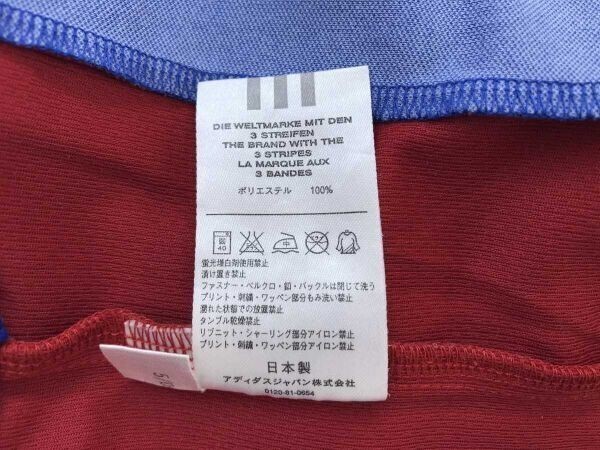 DIE WELTMARKE MIT DEN
3 STREIFEN
THE BRAND WITH THE
3 STRIPES
LA MARQUE AUX
3 BANDES
ポリエステル 100%
40
蛍光増白剤使用禁止
漬け置き禁止
ファスナー・ベルクロ・釦・バックルは閉じて洗う
プリント・刺繍・ワッペン部分もみ洗い禁止
濡れた状態での放置禁止
タンブル乾燥禁止
リブニット・シャーリング部分アイロン禁止
プリント・刺繍・ワッペン部分アイロン禁止
日本製
アディダスジャパン株式会社
0120-81-0654